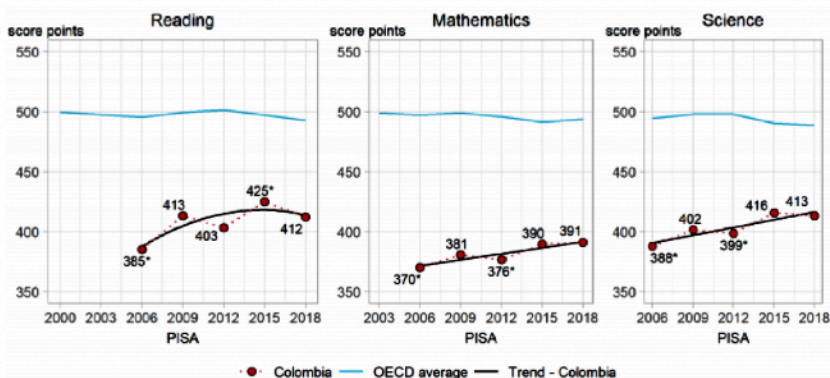 Reading
Mathematics
Science
score points
score points
score points
550
500
450
400
350
385*
413
403
425*
412
2000 2003 2006 2009 2012 2015 2018
PISA
550
500
450
400
350
370*
381
376*
390
391
2003 2006 2009 2012 2015 2018
PISA
550
500
450
400
350
388*
402
399*
416
413
2006 2009 2012 2015 2018
PISA
Colombia OECD average Trend - Colombia